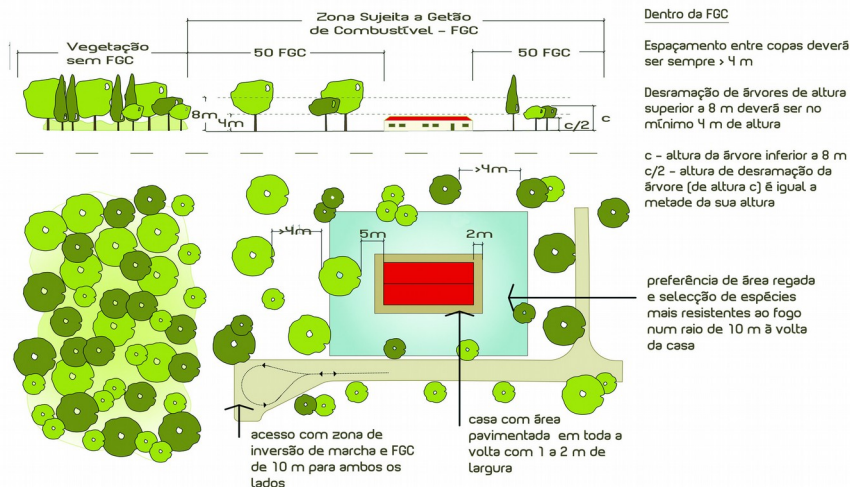 Zona Sujeita a Getão
de Combustível - FGC
Vegetação
sem FGC
50 FGC
50 FGC
8m
4m
c
c/2
Dentro da FGC
Espaçamento entre copas deverá
ser sempre > 4 m
Desramação de árvores de altura
superior a 8 m deverá ser no
mínimo 4 m de altura
c - altura da árvore inferior a 8 m
c/2 - altura de desramação da
árvore (de altura c) é igual a
metade da sua altura
>4m
>4m
5m
2m
preferência de área regada
e selecção de espécies
mais resistentes ao fogo
num raio de 10 m à volta
da casa
acesso com zona de
inversão de marcha e FGC
de 10 m para ambos os
lados
casa com área
pavimentada em toda a
volta com 1 a 2 m de
largura